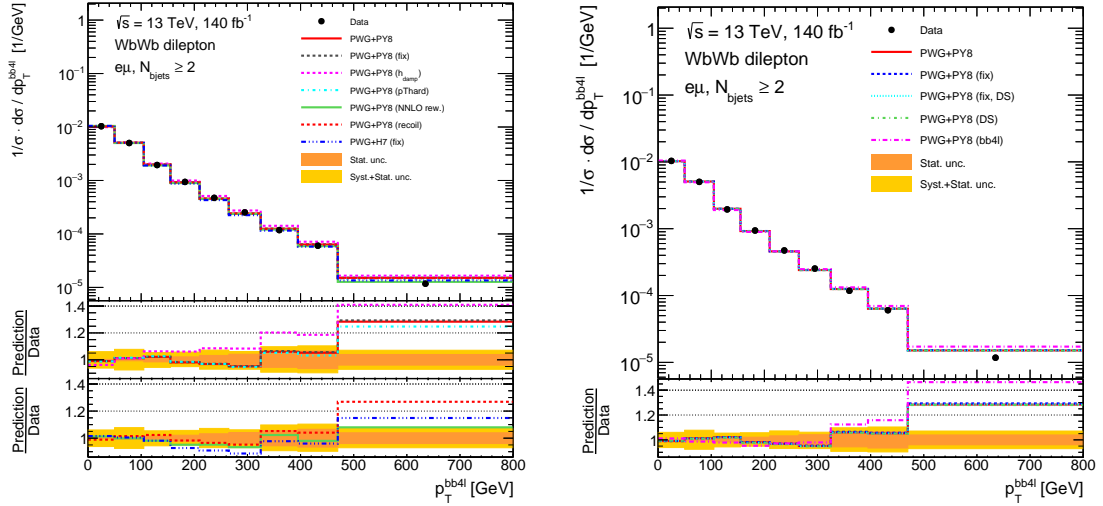 √s = 13 TeV, 140 fb⁻¹
WbWb dilepton
eμ, N_bjets ≥ 2
Data
PWG+PY8
PWG+PY8 (fix)
PWG+PY8 (h_damp)
PWG+PY8 (pThard)
PWG+PY8 (NNLO rew.)
PWG+PY8 (recoil)
PWG+H7 (fix)
Stat. unc.
Syst.+Stat. unc.
1/σ · dσ / dp_T^bb4l [1/GeV]
1
10⁻¹
10⁻²
10⁻³
10⁻⁴
10⁻⁵
Prediction
Data
1.4
1.2
1
Prediction
Data
1.4
1.2
1
0 100 200 300 400 500 600 700 800
p_T^bb4l [GeV]
√s = 13 TeV, 140 fb⁻¹
WbWb dilepton
eμ, N_bjets ≥ 2
Data
PWG+PY8
PWG+PY8 (fix)
PWG+PY8 (fix, DS)
PWG+PY8 (DS)
PWG+PY8 (bb4l)
Stat. unc.
Syst.+Stat. unc.
1/σ · dσ / dp_T^bb4l [1/GeV]
1
10⁻¹
10⁻²
10⁻³
10⁻⁴
10⁻⁵
Prediction
Data
1.4
1.2
1
0 100 200 300 400 500 600 700 800
p_T^bb4l [GeV]